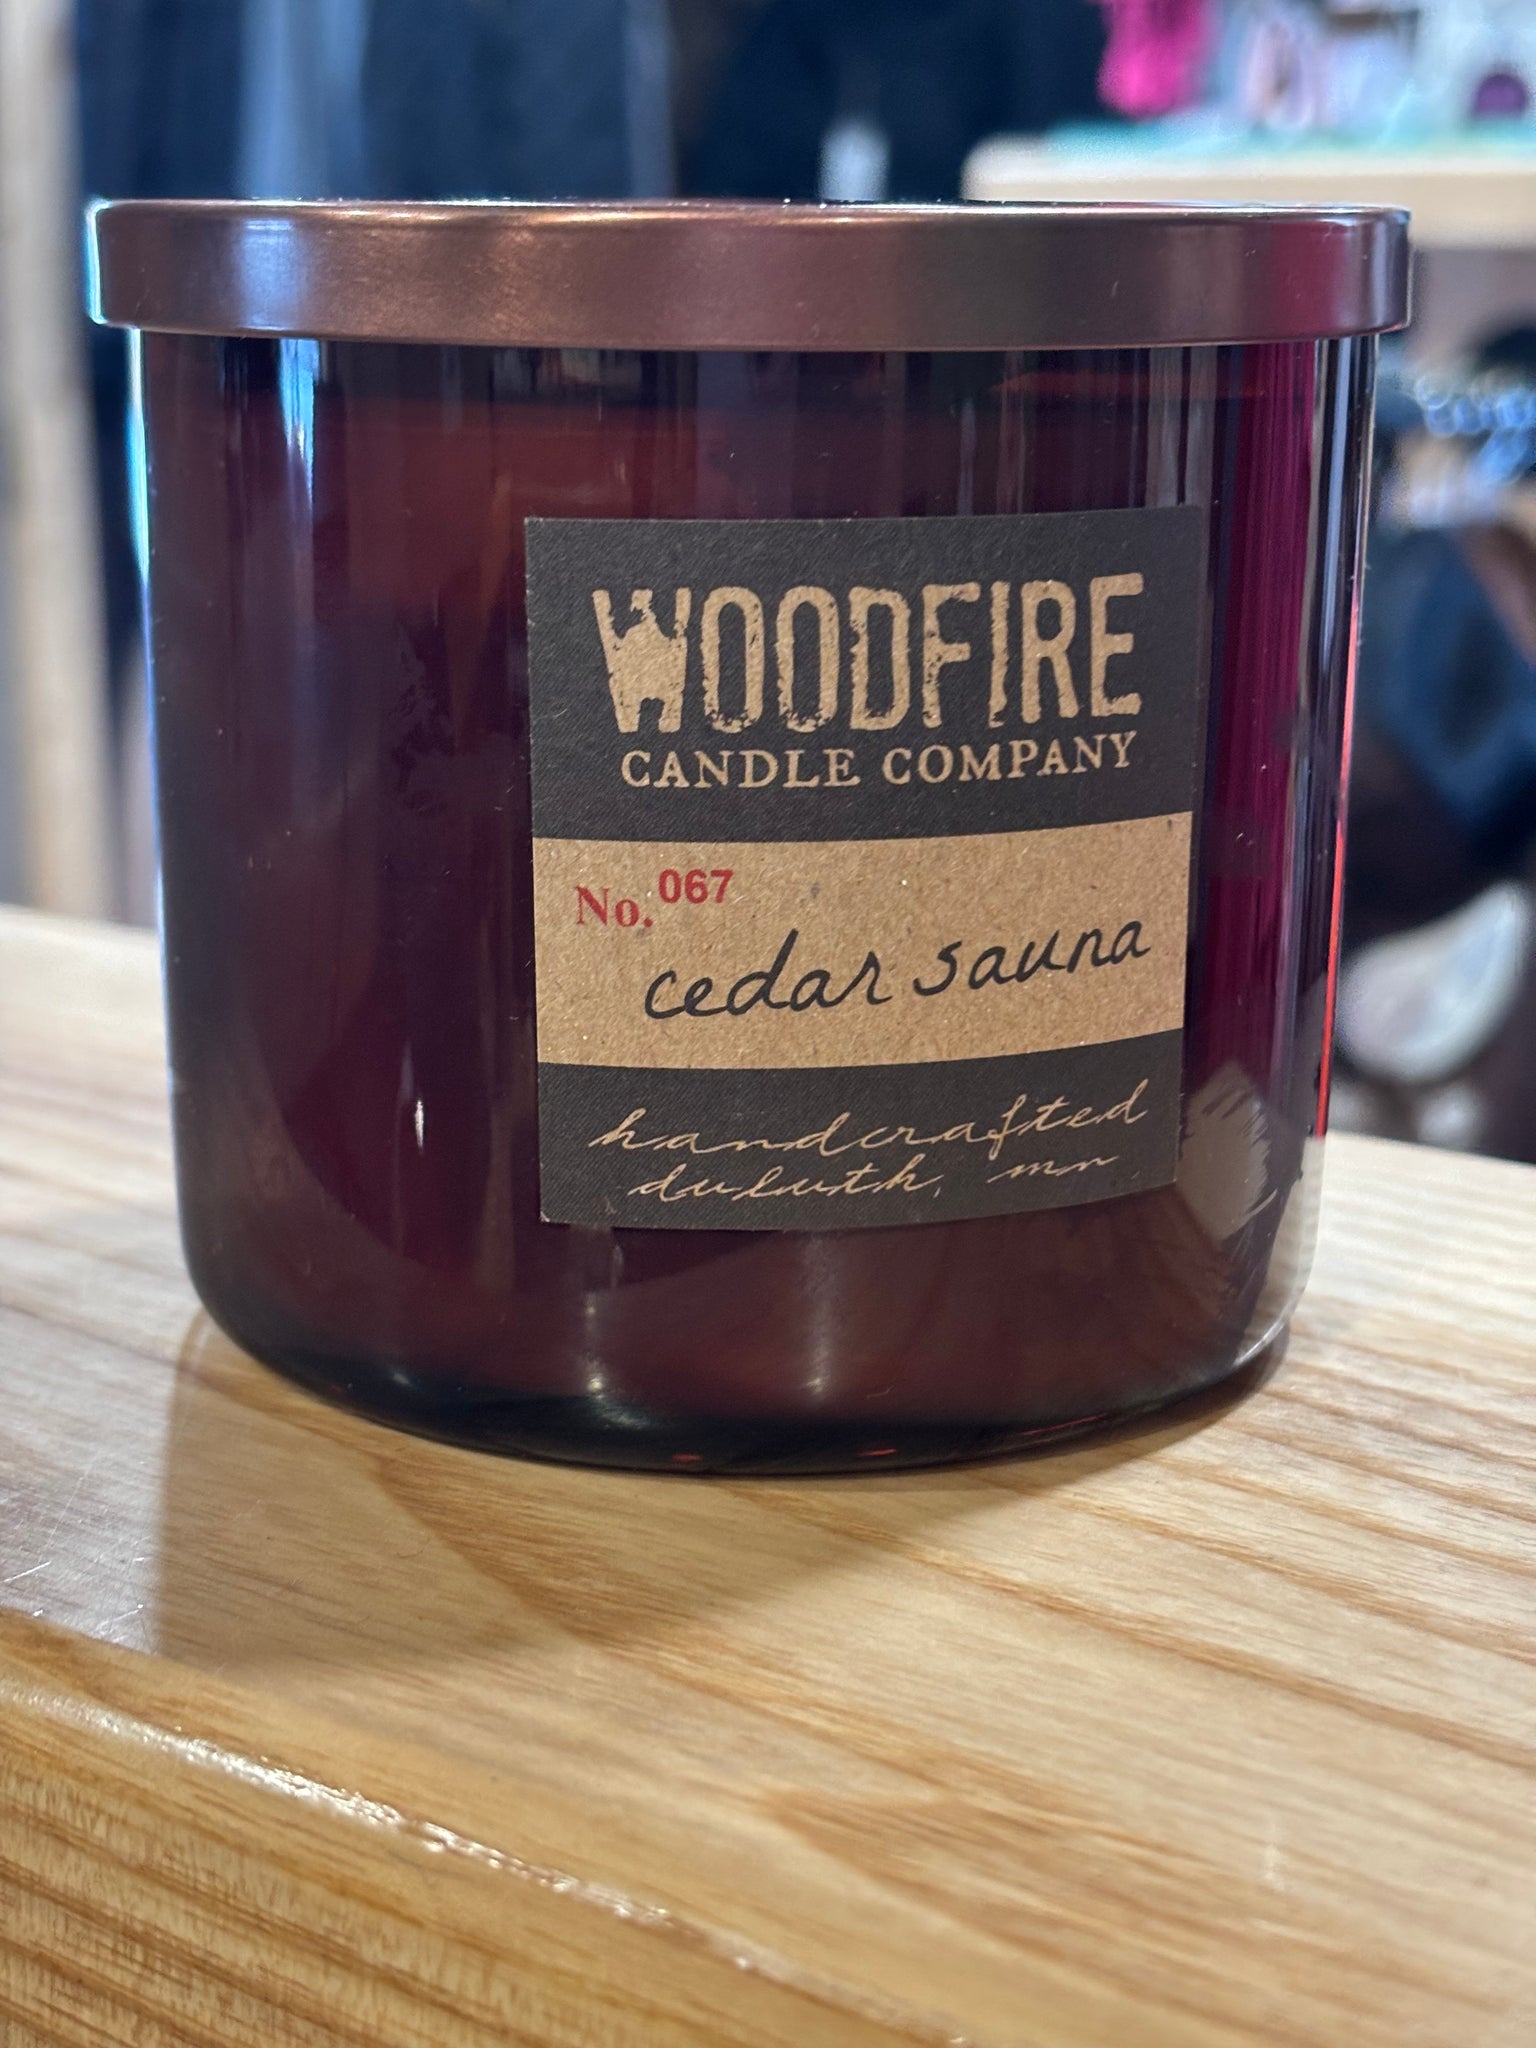 WOODFIRE
CANDLE COMPANY
No. 067
cedar sauna
handcrafted
duluth, mn